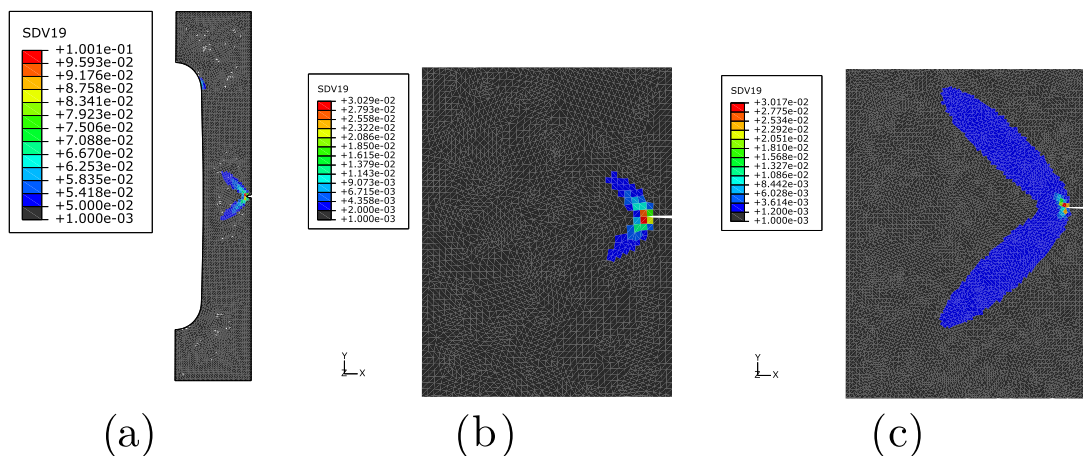 SDV19
+1.001e-01
+9.593e-02
+9.176e-02
+8.758e-02
+8.341e-02
+7.923e-02
+7.506e-02
+7.088e-02
+6.670e-02
+6.253e-02
+5.835e-02
+5.418e-02
+5.000e-02
+1.000e-03
SDV19
+3.029e-02
+2.793e-02
+2.558e-02
+2.322e-02
+2.086e-02
+1.850e-02
+1.615e-02
+1.379e-02
+1.143e-02
+9.073e-03
+6.715e-03
+4.358e-03
+2.000e-03
+1.000e-03
Y
Z X
SDV19
+3.017e-02
+2.775e-02
+2.534e-02
+2.292e-02
+2.051e-02
+1.810e-02
+1.568e-02
+1.327e-02
+1.086e-02
+8.442e-03
+6.028e-03
+3.614e-03
+1.200e-03
+1.000e-03
Y
Z X
(a)
(b)
(c)